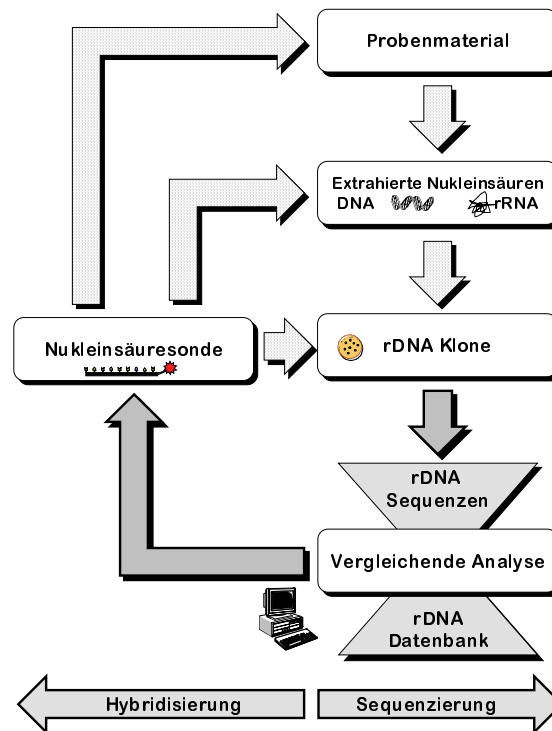 Probenmaterial
Extrahierte Nukleinsäuren
DNA rRNA
Nukleinsäuresonde
rDNA Klone
rDNA
Sequenzen
Vergleichende Analyse
rDNA
Datenbank
Hybridisierung
Sequenzierung